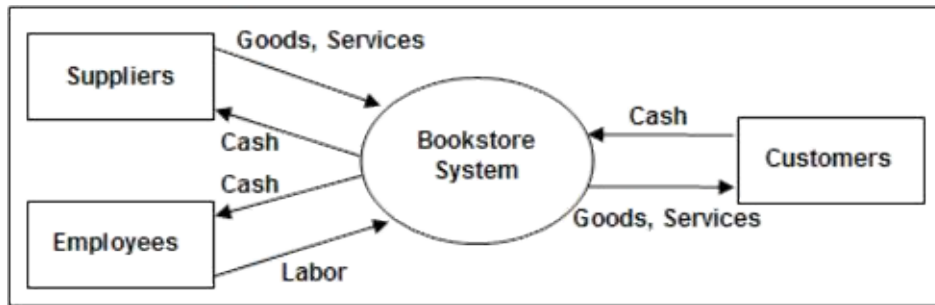 Goods, Services
Suppliers
Cash
Bookstore
System
Cash
Customers
Cash
Goods, Services
Employees
Labor